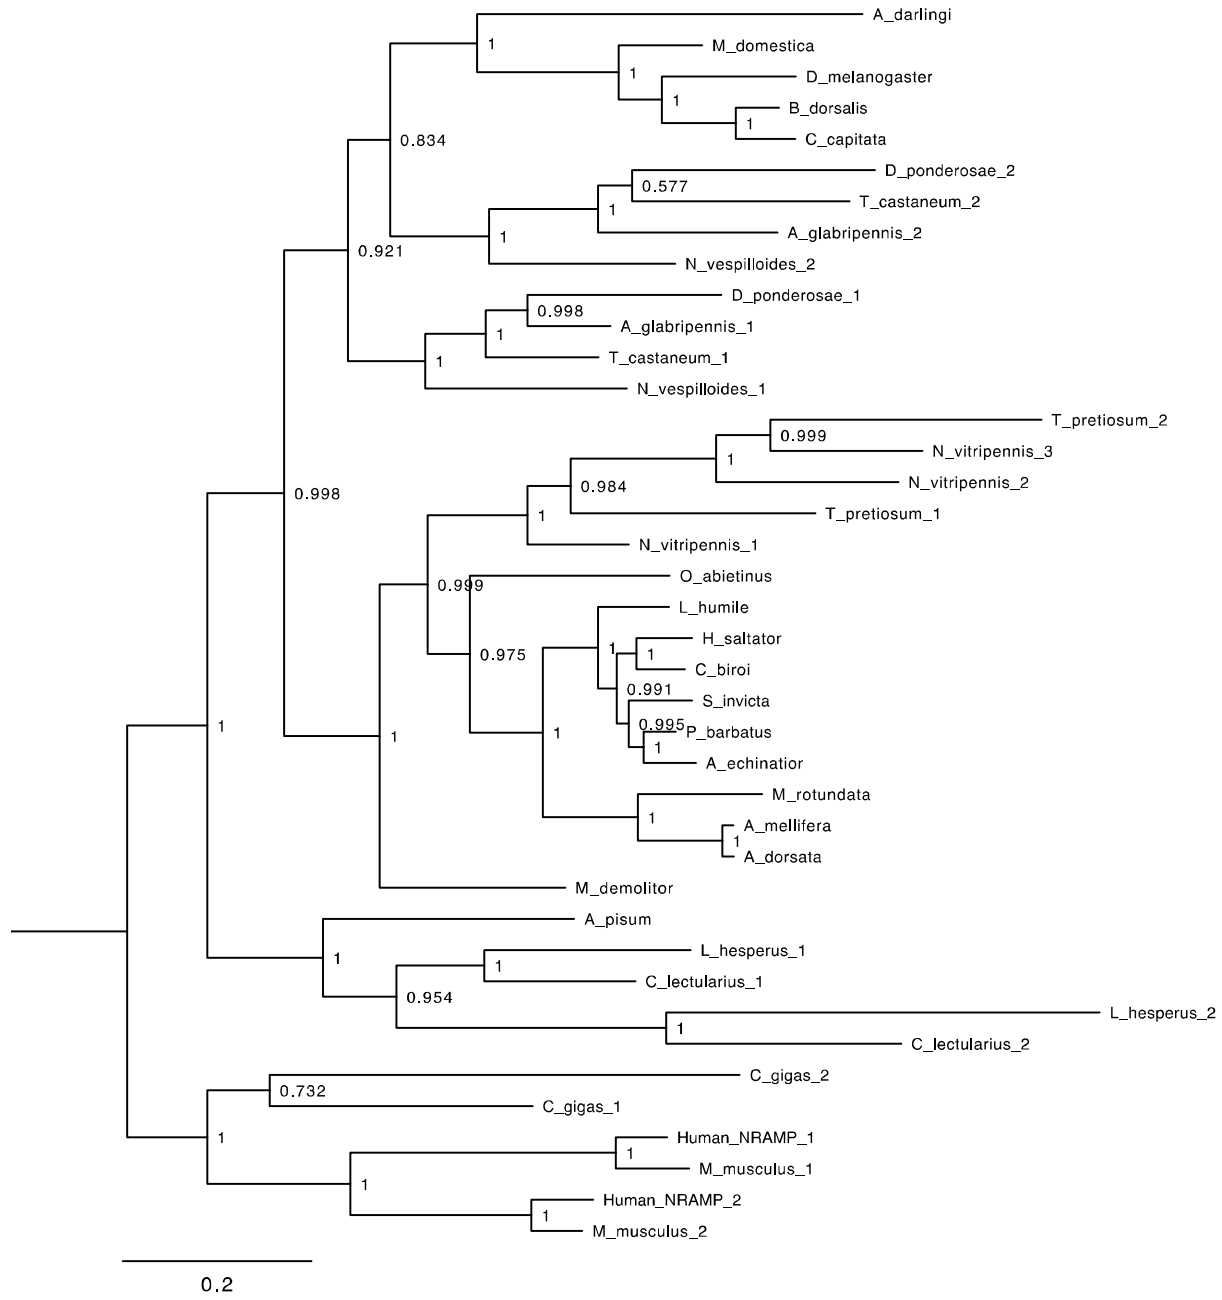 A_darlingi
1
M_domestica
1
D_melanogaster
1
B_dorsalis
1
C_capitata
0.834
D_ponderosae_2
0.577
T_castaneum_2
1
A_glabripennis_2
1
N_vespilloides_2
0.921
D_ponderosae_1
0.998
A_glabripennis_1
1
T_castaneum_1
1
N_vespilloides_1
T_pretiosum_2
0.999
N_vitripennis_3
1
N_vitripennis_2
0.984
0.998
T_pretiosum_1
1
N_vitripennis_1
O_abietinus
0.999
L_humile
H_saltator
1
1
0.975
C_biroi
0.991
S_invicta
0.995
P_barbatus
1
1
1
A_echinatior
M_rotundata
1
A_mellifera
1
A_dorsata
M_demolitor
1
A_pisum
L_hesperus_1
1
1
C_lectularius_1
0.954
L_hesperus_2
1
C_lectularius_2
C_gigas_2
0.732
C_gigas_1
1
Human_NRAMP_1
1
M_musculus_1
1
Human_NRAMP_2
1
M_musculus_2
0,2